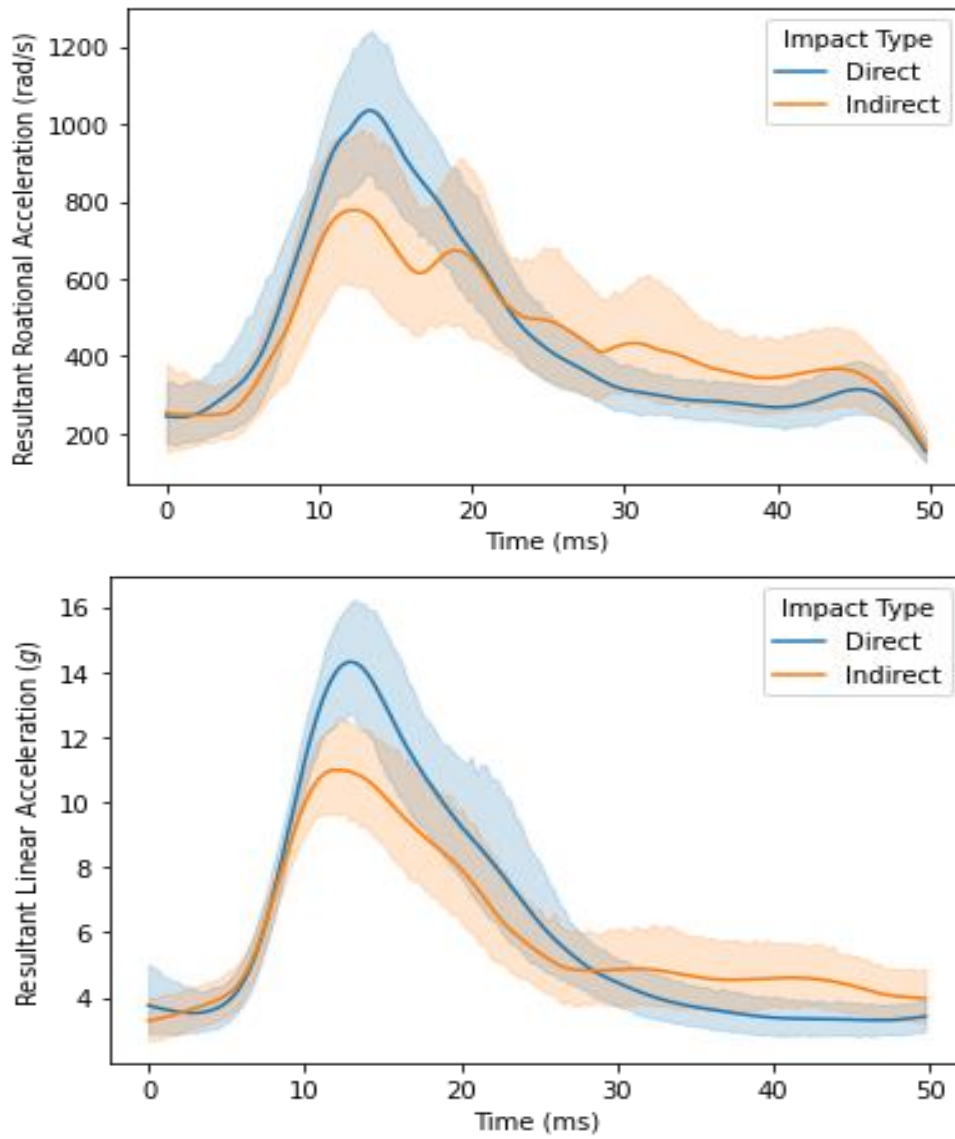 Resultant Roational Acceleration (rad/s)
1200
1000
800
600
400
200
Impact Type
Direct
Indirect
0 10 20 30 40 50
Time (ms)
Resultant Linear Acceleration (g)
16
14
12
10
8
6
4
Impact Type
Direct
Indirect
0 10 20 30 40 50
Time (ms)